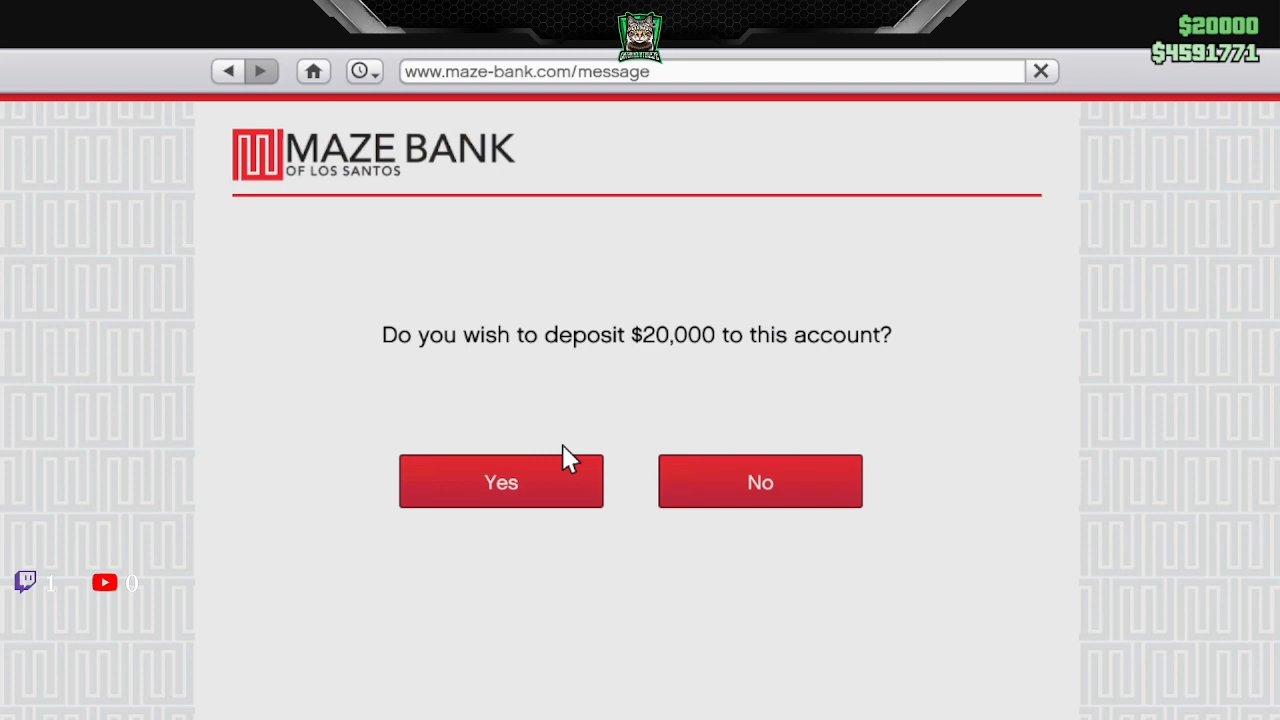 $20000
$4591771
www.maze-bank.com/message
MAZE BANK
OF LOS SANTOS
Do you wish to deposit $20,000 to this account?
Yes
No
1
0